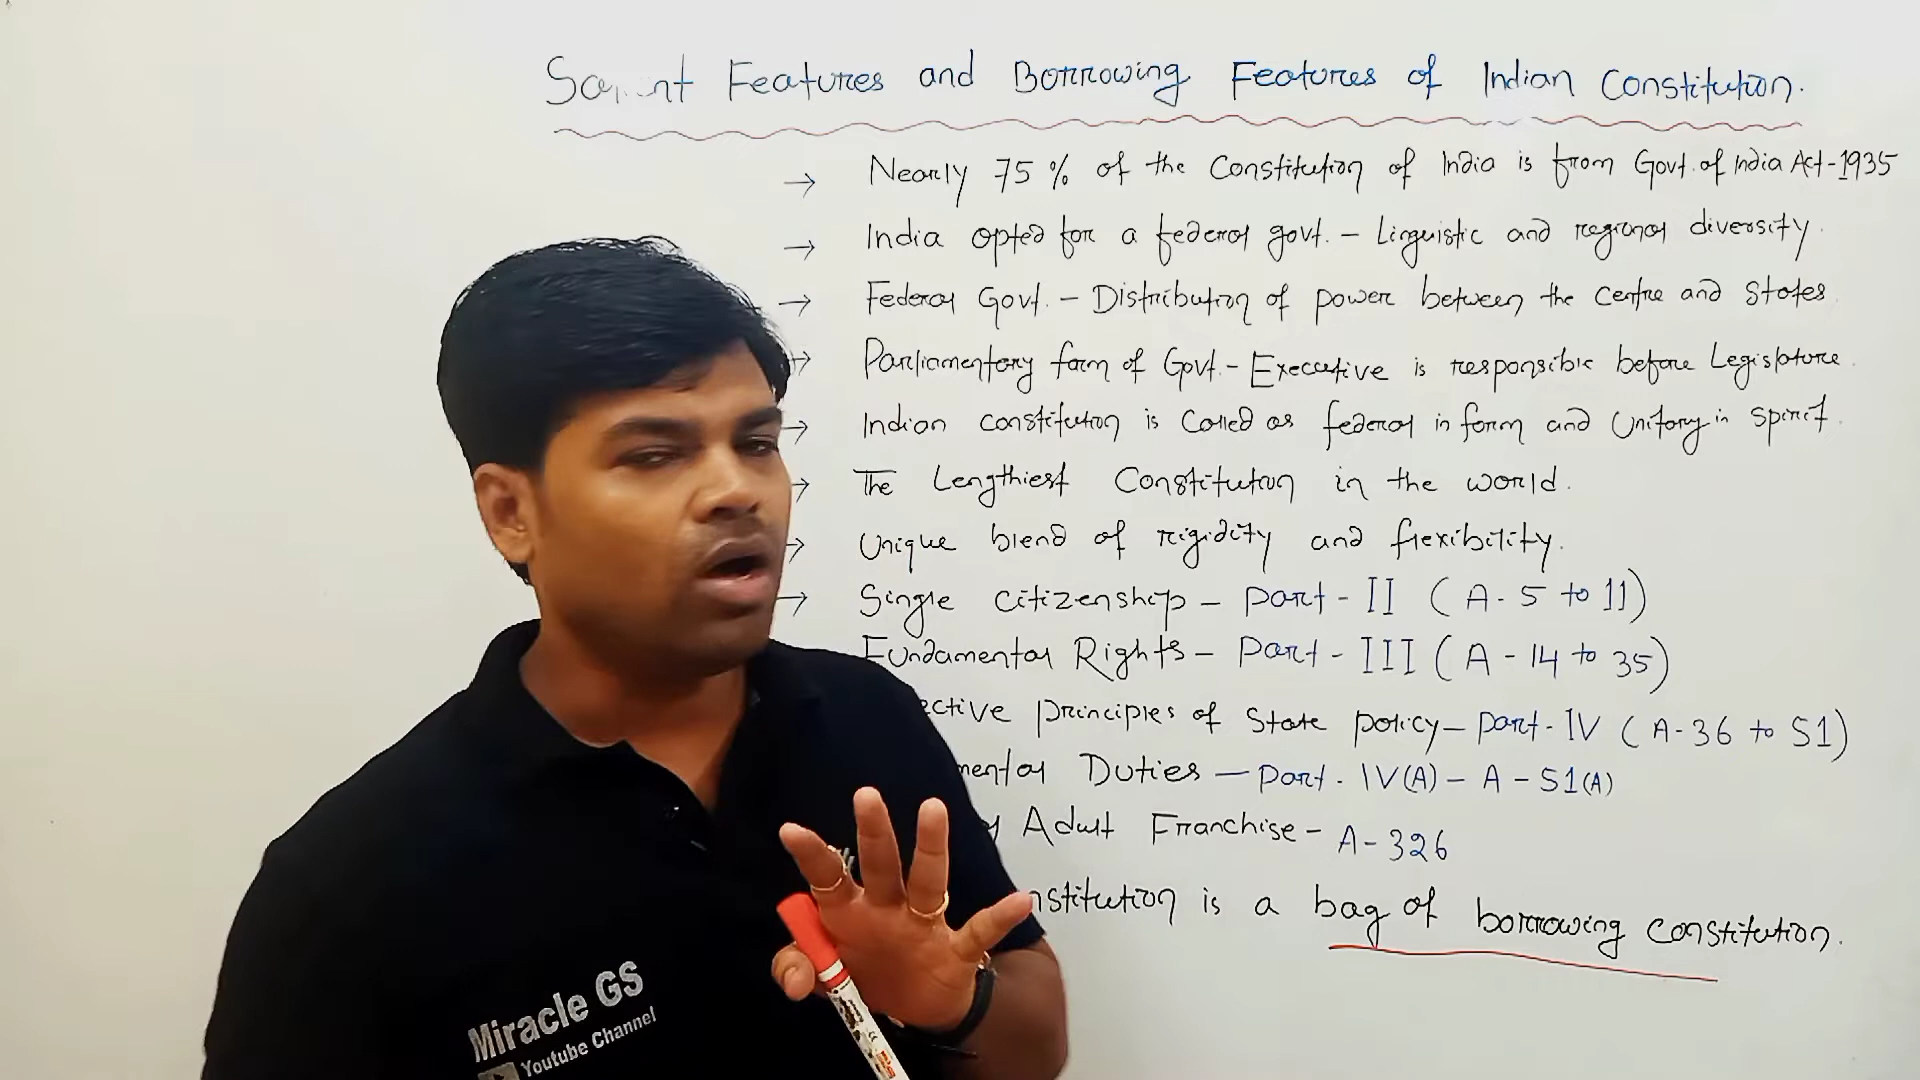 Features and Borrowing Features of Indian Constitution.
→ Nearly 75% of the Constitution of India is from Govt. of India Act-1935
→ India opted for a federal govt. - Linguistic and regional diversity.
→ Federal Govt. - Distribution of power between the centre and states
→ Parliamentary form of Govt. - Executive is responsible before Legislature.
→ Indian constitution is called as federal in form and Unitary in spirit.
→ The Lengthiest Constitution in the world.
→ Unique blend of rigidity and flexibility.
→ Single citizenship - Part-II (A-5 to 11)
Fundamental Rights - Part-III (A-14 to 35)
ective principles of State policy - Part-IV (A-36 to 51)
mental Duties - Part-IV(A) - A-51(A)
Adult Franchise - A-326
nstitution is a bag of borrowing constitution.
Miracle GS
Youtube Channel